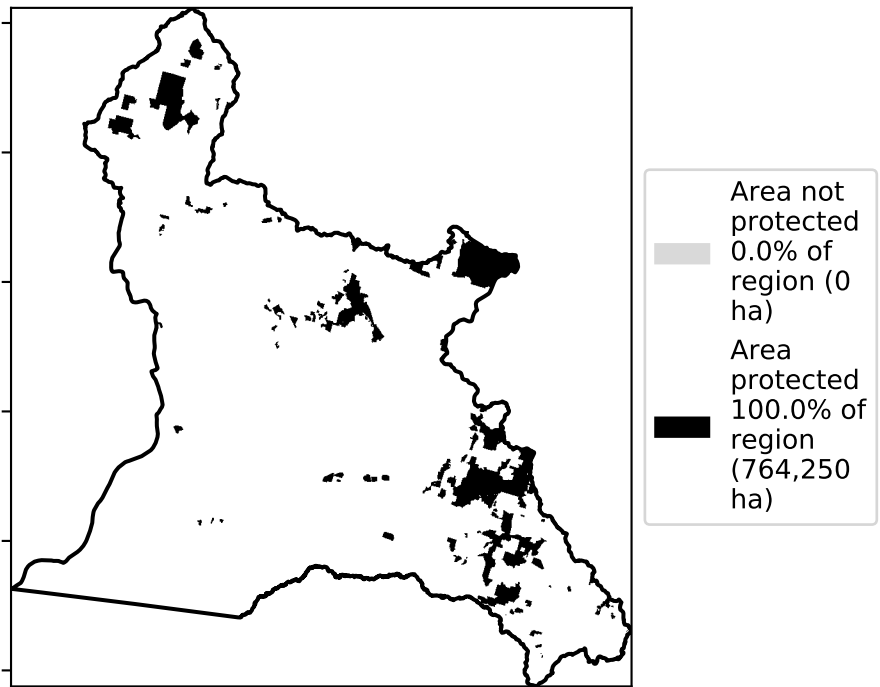 Area not
protected
0.0% of
region (0
ha)
Area
protected
100.0% of
region
(764,250
ha)